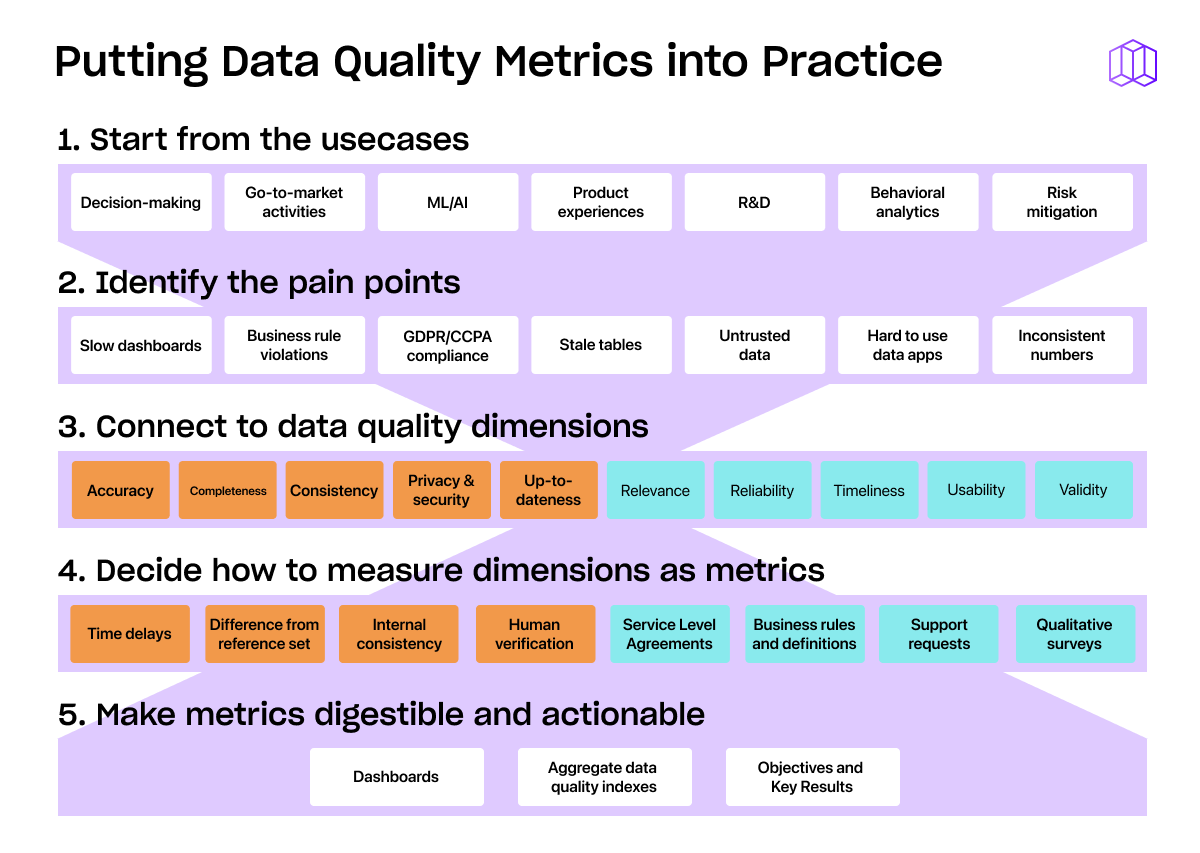 Putting Data Quality Metrics into Practice
1. Start from the usecases
Decision-making
Go-to-market
activities
ML/AI
Product
experiences
R&D
Behavioral
analytics
Risk
mitigation
2. Identify the pain points
Slow dashboards
Business rule
violations
GDPR/CCPA
compliance
Stale tables
Untrusted
data
Hard to use
data apps
Inconsistent
numbers
3. Connect to data quality dimensions
Accuracy
Completeness
Consistency
Privacy &
security
Up-to-
dateness
Relevance
Reliability
Timeliness
Usability
Validity
4. Decide how to measure dimensions as metrics
Time delays
Difference from
reference set
Internal
consistency
Human
verification
Service Level
Agreements
Business rules
and definitions
Support
requests
Qualitative
surveys
5. Make metrics digestible and actionable
Dashboards
Aggregate data
quality indexes
Objectives and
Key Results